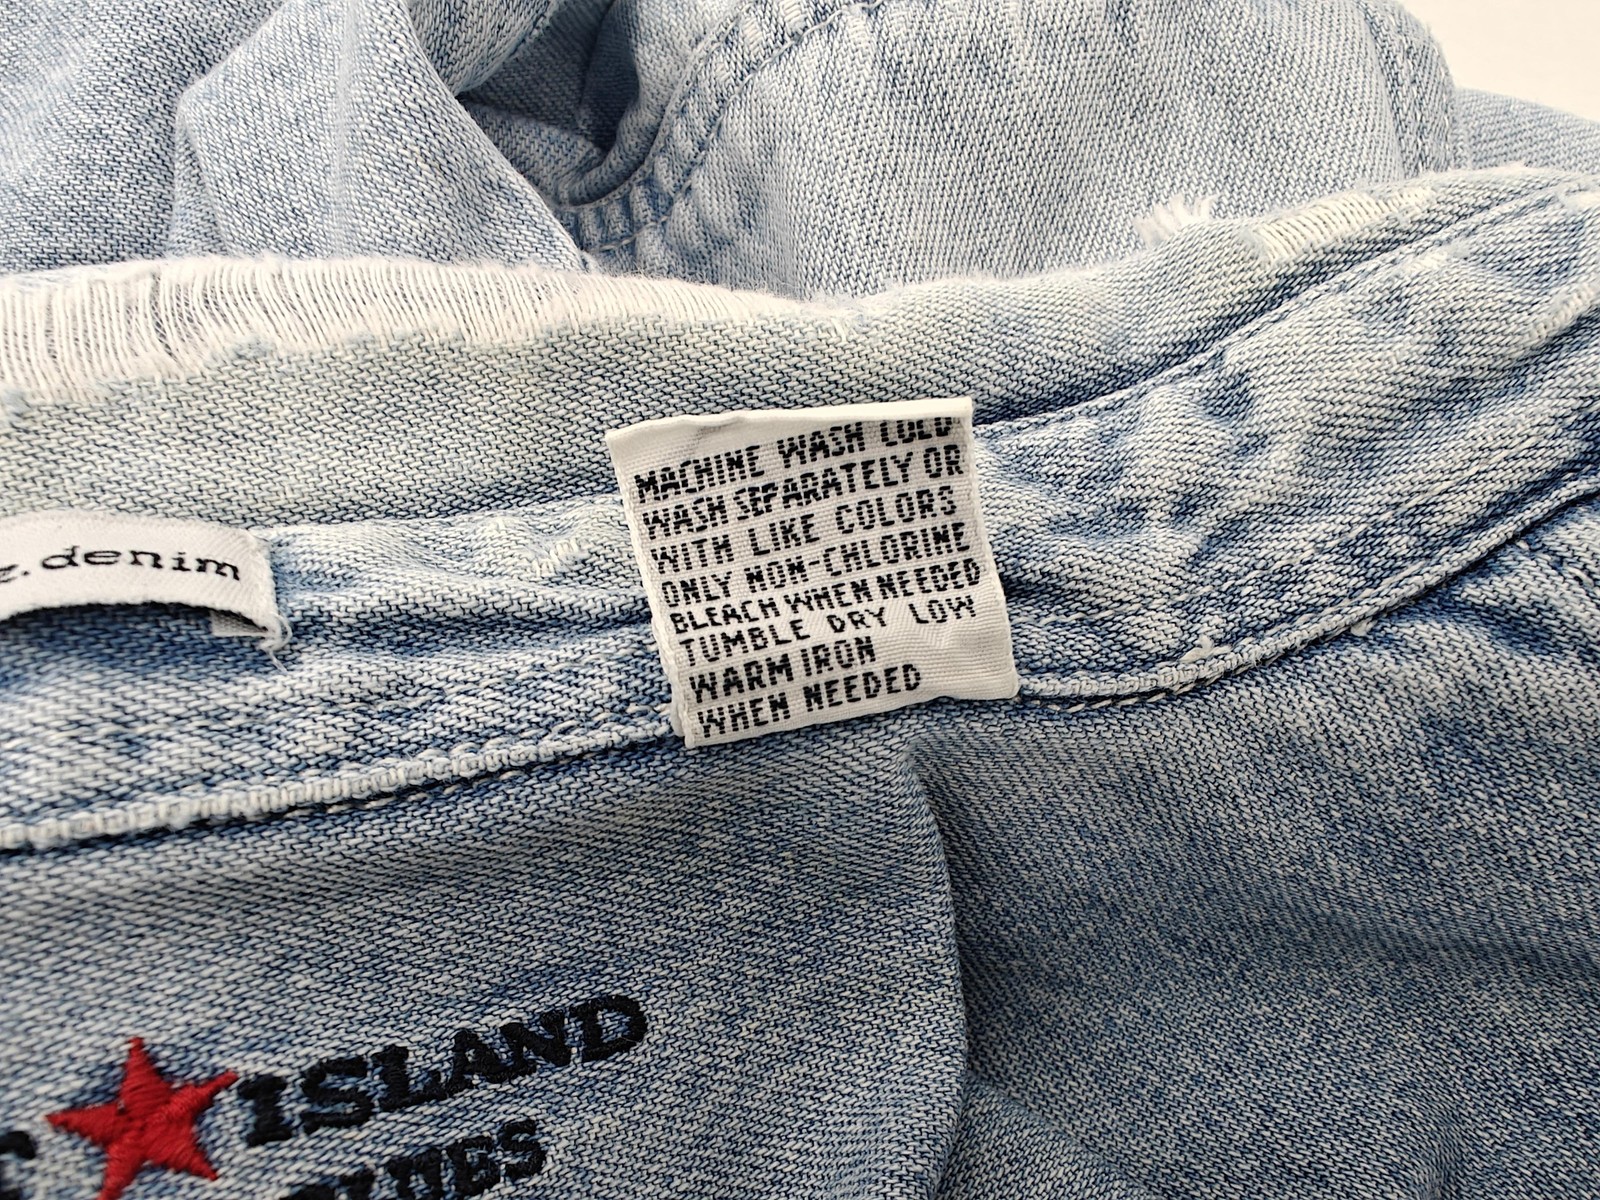 MACHINE WASH COLD
WASH SEPARATELY OR
WITH LIKE COLORS
ONLY NON-CHLORINE
BLEACH WHEN NEEDED
TUMBLE DRY LOW
WARM IRON
WHEN NEEDED
denim
ISLAND